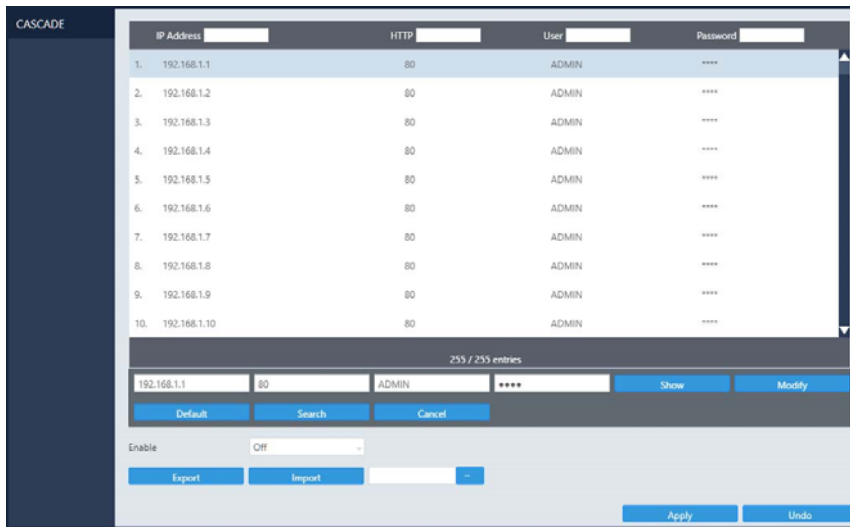 CASCADE
IP Address HTTP User Password
1. 192.168.1.1 80 ADMIN ****
2. 192.168.1.2 80 ADMIN ****
3. 192.168.1.3 80 ADMIN ****
4. 192.168.1.4 80 ADMIN ****
5. 192.168.1.5 80 ADMIN ****
6. 192.168.1.6 80 ADMIN ****
7. 192.168.1.7 80 ADMIN ****
8. 192.168.1.8 80 ADMIN ****
9. 192.168.1.9 80 ADMIN ****
10. 192.168.1.10 80 ADMIN ****
255 / 255 entries
192.168.1.1 80 ADMIN •••• Show Modify
Default Search Cancel
Enable Off
Export Import ...
Apply Undo